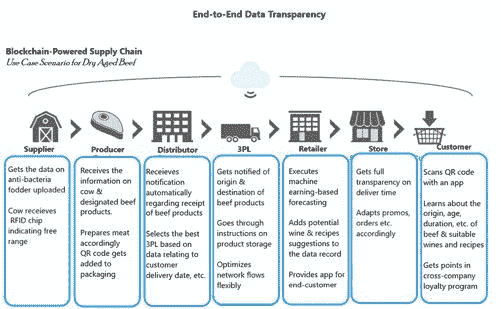 End-to-End Data Transparency
Blockchain-Powered Supply Chain
Use Case Scenario for Dry Aged Beef
Supplier
Producer
Distributor
3PL
Retailer
Store
Customer
Gets the data on
anti-bacteria
fodder uploaded
Cow receieves
RFID chip
indicating free
range
Receives the
information on
cow &
designated beef
products.
Prepares meat
accordingly
QR code gets
added to
packaging
Receieves
notification
automatically
regarding receipt
of beef products
Selects the best
3PL based on
data relating to
customer
delivery date, etc.
Gets notified of
origin &
destination of
beef products
Goes through
instructions on
product storage
Optimizes
network flows
flexibly
Executes
machine
earning-based
forecasting
Adds potential
wine & recipes
suggestions to
the data record
Provides app for
end-customer
Gets full
transparency on
deliver time
Adapts promos,
orders etc.
accordingly
Scans QR code
with an app
Learns about the
origin, age,
duration, etc. of
beef & suitable
wines and recipes
Gets points in
cross-company
loyalty program